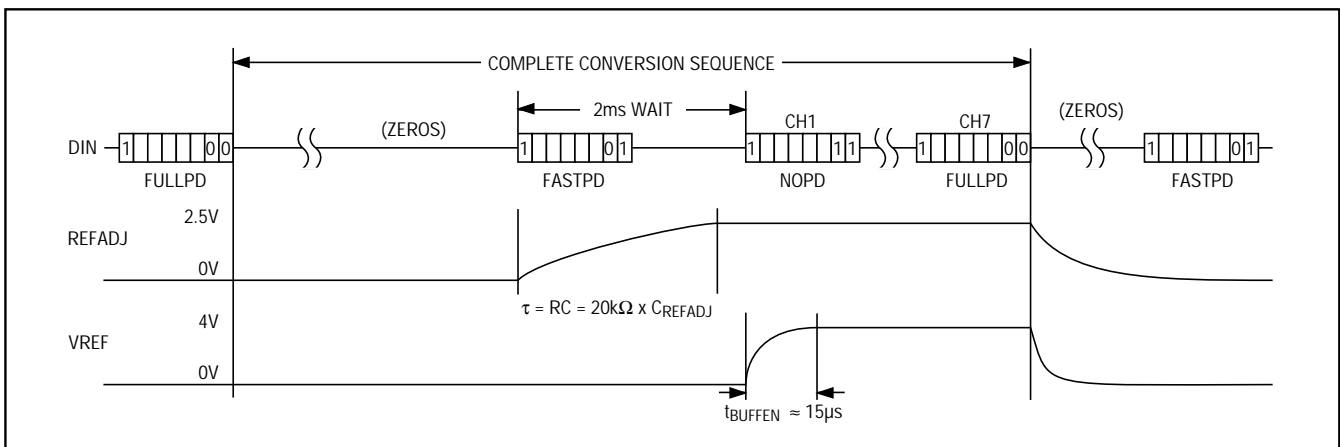 COMPLETE CONVERSION SEQUENCE
2ms WAIT
(ZEROS) CH1 CH7 (ZEROS)
DIN 1 0 0 1 0 1 1 1 1 1 0 0 1 0 1
FULLPD FASTPD NOPD FULLPD FASTPD
2.5V
REFADJ
0V
τ = RC = 20kΩ x CREFADJ
4V
VREF
0V
tBUFFEN ≈ 15µs